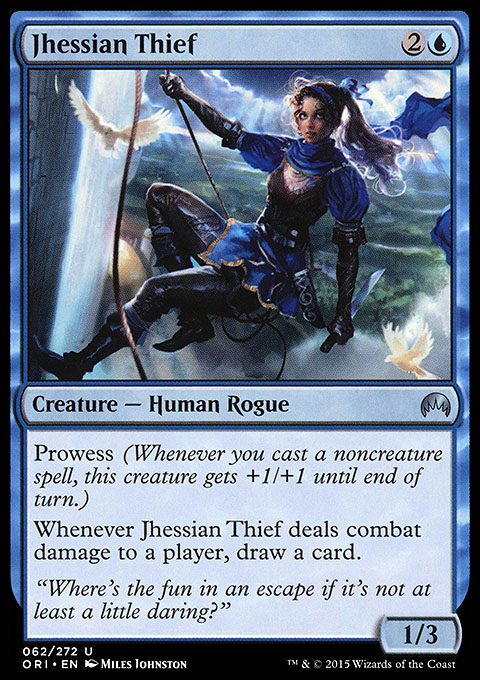 Jhessian Thief 2
Creature — Human Rogue
Prowess (Whenever you cast a noncreature
spell, this creature gets +1/+1 until end of
turn.)
Whenever Jhessian Thief deals combat
damage to a player, draw a card.
“Where’s the fun in an escape if it’s not at
least a little daring?”
1/3
062/272 U
ORI • EN Miles Johnston
™ & © 2015 Wizards of the Coast